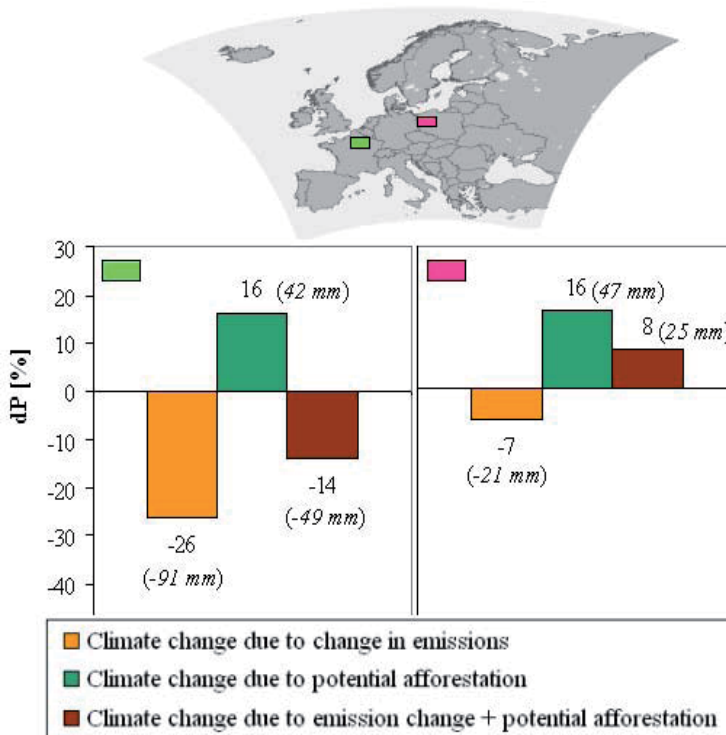 30
20
10
0
-10
-20
-30
-40
dP [%]
16 (42 mm)
-26
(-91 mm)
-14
(-49 mm)
16 (47 mm)
8 (25 mm)
-7
(-21 mm)
Climate change due to change in emissions
Climate change due to potential afforestation
Climate change due to emission change + potential afforestation